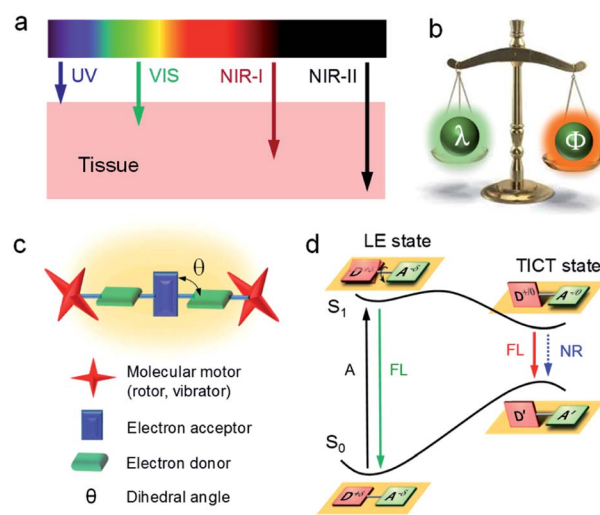 a
UV
VIS
NIR-I
NIR-II
Tissue
b
λ
Φ
c
θ
Molecular motor
(rotor, vibrator)
Electron acceptor
Electron donor
θ
Dihedral angle
d
LE state
TICT state
S₁
A
FL
FL
NR
S₀
D'
A'